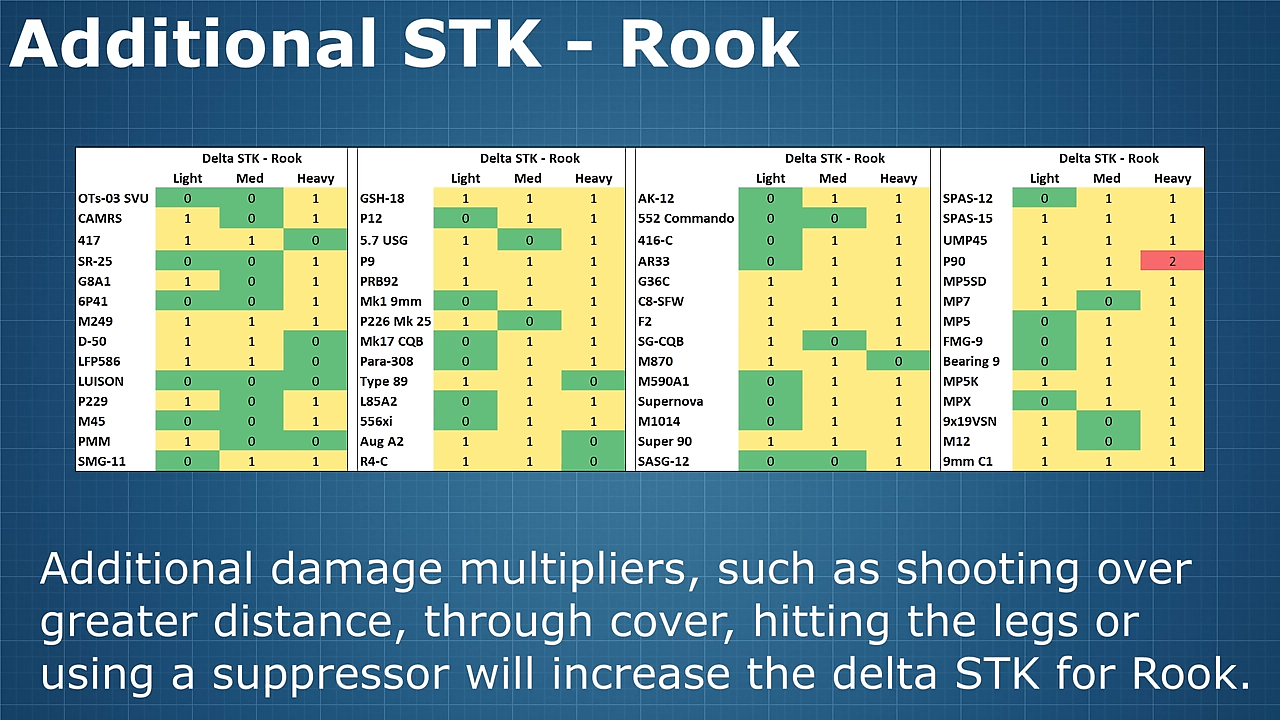 Additional STK - Rook
Delta STK - Rook
Light Med Heavy
OTs-03 SVU 0 0 1
CAMRS 1 0 1
417 1 1 0
SR-25 0 0 1
G8A1 1 0 1
6P41 0 0 1
M249 1 1 1
D-50 1 1 0
LFP586 1 1 0
LUISON 0 0 0
P229 1 0 1
M45 0 0 1
PMM 1 0 0
SMG-11 0 1 1
Delta STK - Rook
Light Med Heavy
GSH-18 1 1 1
P12 0 1 1
5.7 USG 1 0 1
P9 1 1 1
PRB92 1 1 1
Mk1 9mm 0 1 1
P226 Mk 25 1 0 1
Mk17 CQB 0 1 1
Para-308 0 1 1
Type 89 1 1 0
L85A2 0 1 1
556xi 0 1 1
Aug A2 1 1 0
R4-C 1 1 0
Delta STK - Rook
Light Med Heavy
AK-12 0 1 1
552 Commando 0 0 1
416-C 0 1 1
AR33 0 1 1
G36C 1 1 1
C8-SFW 1 1 1
F2 1 1 1
SG-CQB 1 0 1
M870 1 1 0
M590A1 0 1 1
Supernova 0 1 1
M1014 0 1 1
Super 90 1 1 1
SASG-12 0 0 1
Delta STK - Rook
Light Med Heavy
SPAS-12 0 1 1
SPAS-15 1 1 1
UMP45 1 1 1
P90 1 1 2
MP5SD 1 1 1
MP7 1 0 1
MP5 0 1 1
FMG-9 0 1 1
Bearing 9 0 1 1
MP5K 1 1 1
MPX 0 1 1
9x19VSN 1 0 1
M12 1 0 1
9mm C1 1 1 1
Additional damage multipliers, such as shooting over
greater distance, through cover, hitting the legs or
using a suppressor will increase the delta STK for Rook.